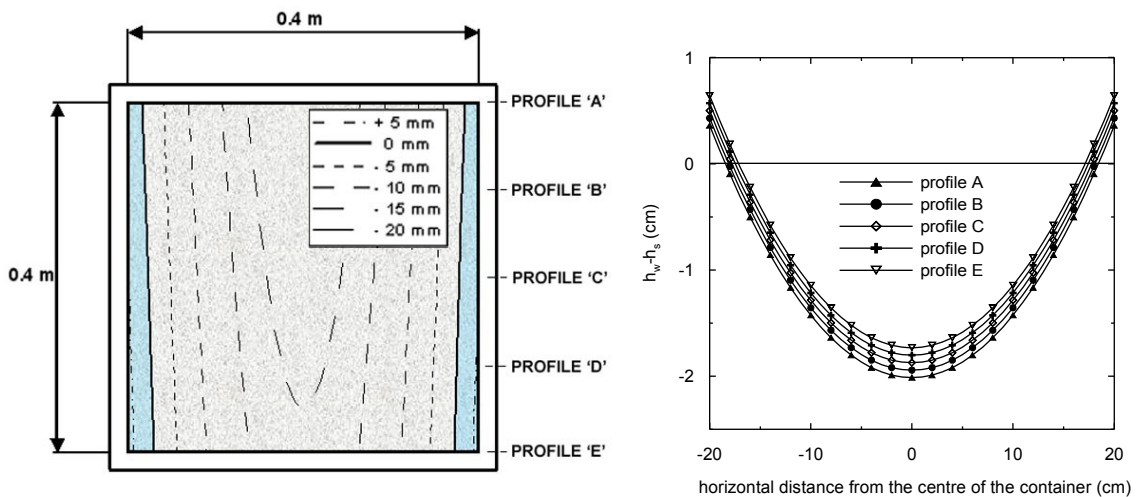 0.4 m
0.4 m
PROFILE 'A'
PROFILE 'B'
PROFILE 'C'
PROFILE 'D'
PROFILE 'E'
+ 5 mm
0 mm
- 5 mm
- 10 mm
- 15 mm
- 20 mm
1
0
-1
-2
h_w-h_s (cm)
profile A
profile B
profile C
profile D
profile E
-20 -10 0 10 20
horizontal distance from the centre of the container (cm)